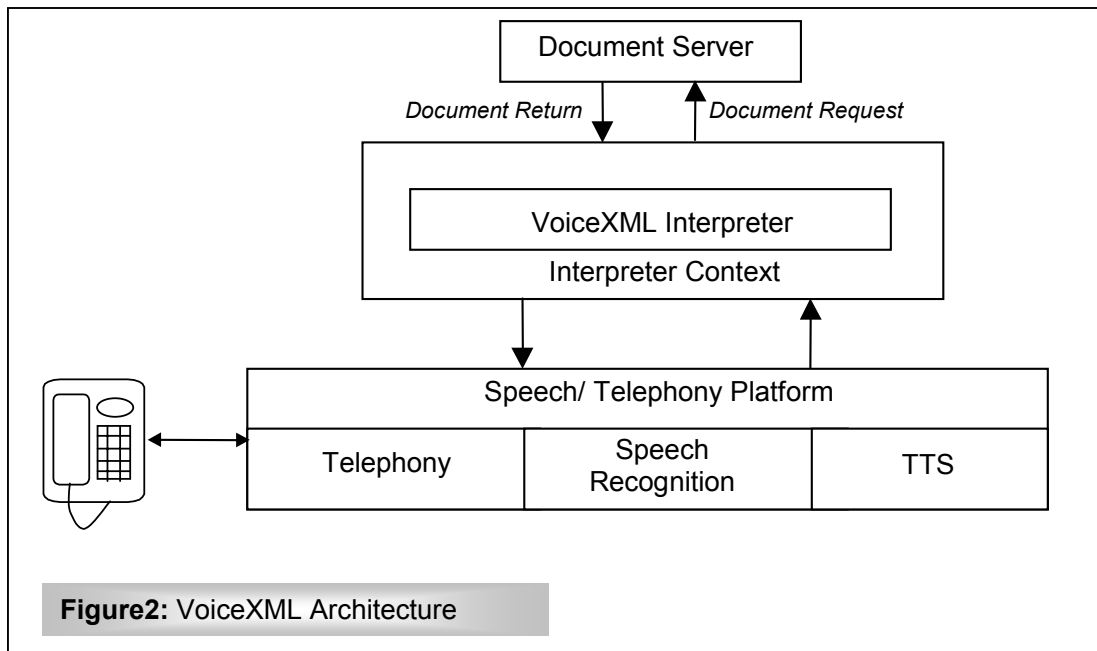 Document Server
Document Return
Document Request
VoiceXML Interpreter
Interpreter Context
Speech/ Telephony Platform
Telephony
Speech
Recognition
TTS
Figure2: VoiceXML Architecture